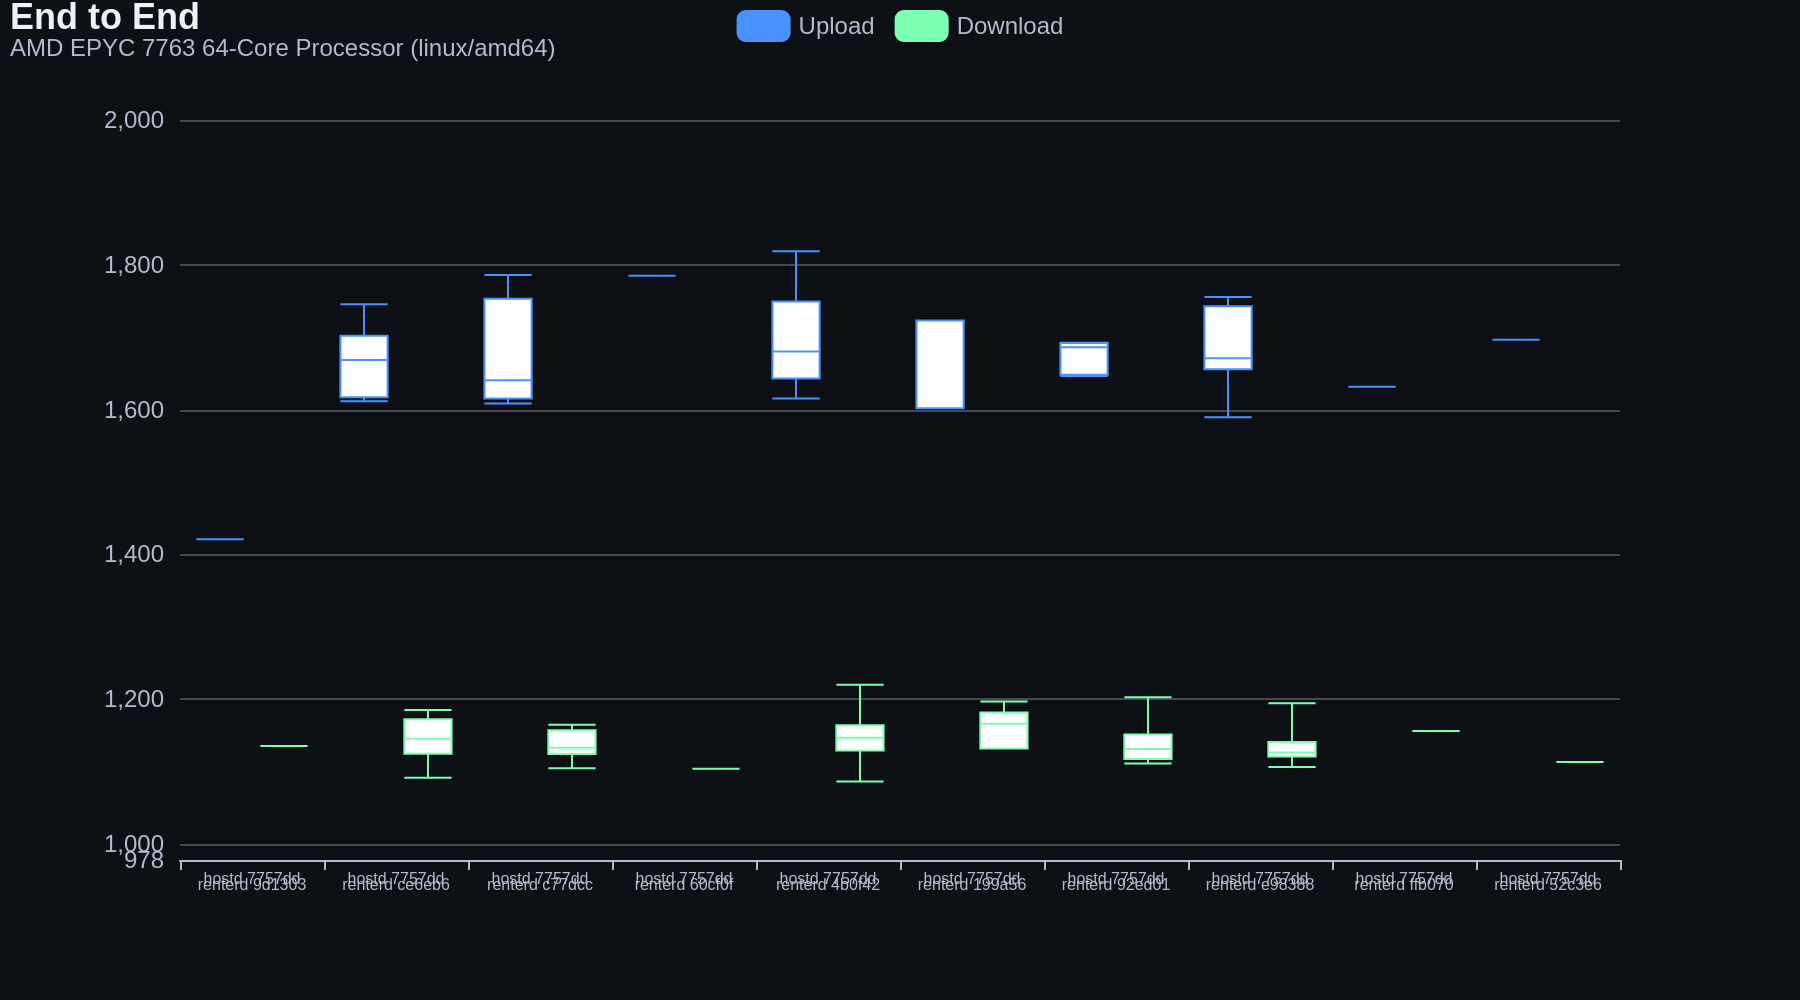 End to End
AMD EPYC 7763 64-Core Processor (linux/amd64)
Upload
Download
2,000
1,800
1,600
1,400
1,200
1,000
978
hostd 7757dd
renterd 9d1303
hostd 7757dd
renterd ce6eb6
hostd 7757dd
renterd c77dcc
hostd 7757dd
renterd 60cf0f
hostd 7757dd
renterd 4b0f42
hostd 7757dd
renterd 199a56
hostd 7757dd
renterd 92ed01
hostd 7757dd
renterd
hostd 7757dd
renterd
hostd 7757dd
renterd 52c3e6